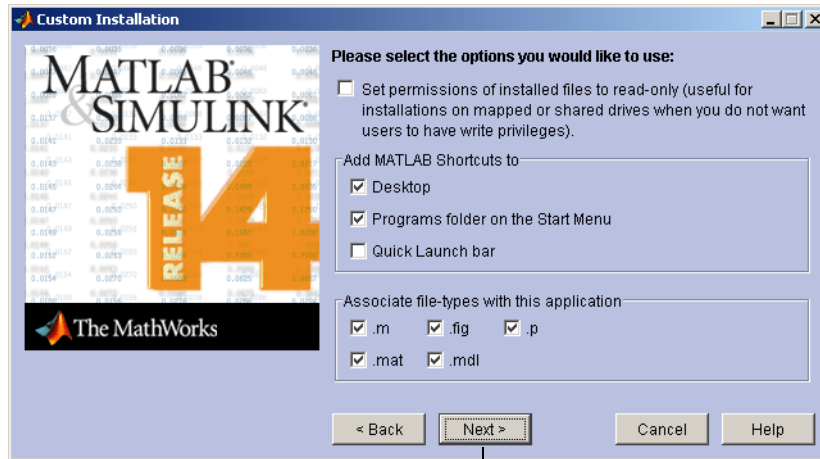 Custom Installation
MATLAB®
& SIMULINK®
RELEASE 14
The MathWorks
Please select the options you would like to use:
Set permissions of installed files to read-only (useful for
installations on mapped or shared drives when you do not want
users to have write privileges).
Add MATLAB Shortcuts to
Desktop
Programs folder on the Start Menu
Quick Launch bar
Associate file-types with this application
.m .fig .p
.mat .mdl
< Back Next > Cancel Help